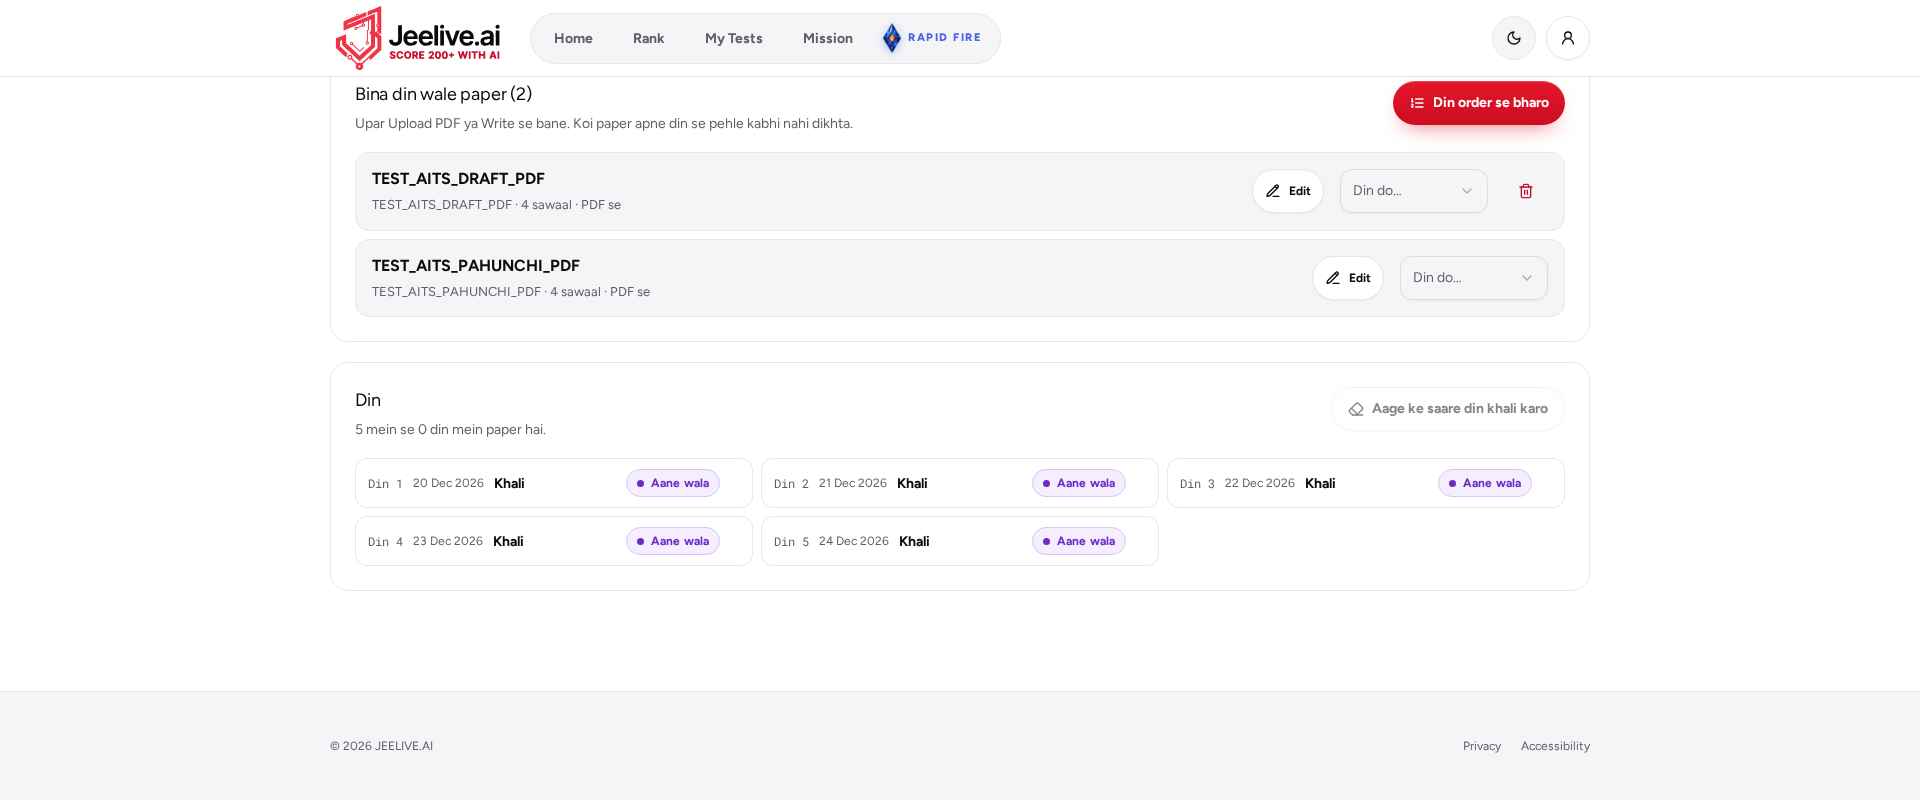 Jeelive.ai
SCORE 200+ WITH AI
Home Rank My Tests Mission RAPID FIRE
Bina din wale paper (2)
Din order se bharo
Upar Upload PDF ya Write se bane. Koi paper apne din se pehle kabhi nahi dikhta.
TEST_AITS_DRAFT_PDF
TEST_AITS_DRAFT_PDF · 4 sawaal · PDF se
Edit Din do...
TEST_AITS_PAHUNCHI_PDF
TEST_AITS_PAHUNCHI_PDF · 4 sawaal · PDF se
Edit Din do...
Din
Aage ke saare din khali karo
5 mein se 0 din mein paper hai.
Din 1 20 Dec 2026 Khali Aane wala
Din 2 21 Dec 2026 Khali Aane wala
Din 3 22 Dec 2026 Khali Aane wala
Din 4 23 Dec 2026 Khali Aane wala
Din 5 24 Dec 2026 Khali Aane wala
© 2026 JEELIVE.AI
Privacy Accessibility